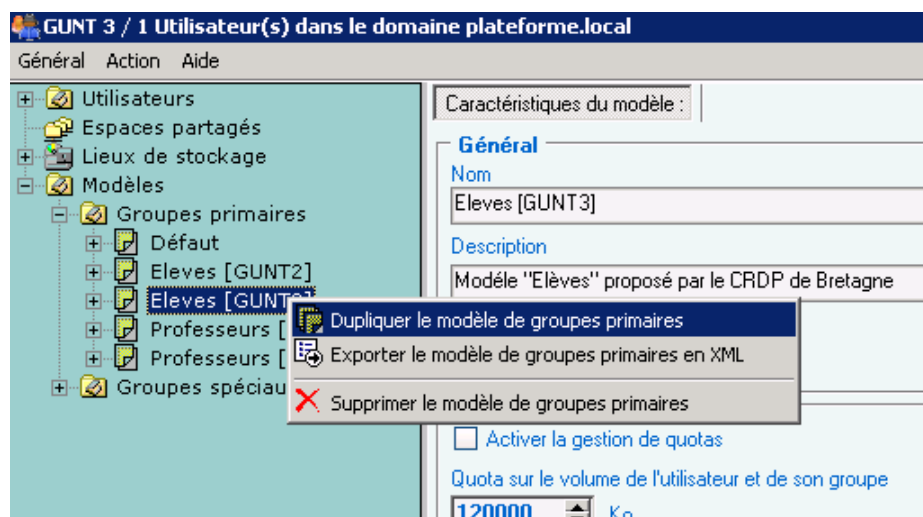 GUNT 3 / 1 Utilisateur(s) dans le domaine plateforme.local
Général Action Aide
Utilisateurs
Espaces partagés
Lieux de stockage
Modèles
Groupes primaires
Défaut
Eleves [GUNT2]
Eleves [GUNT
Professeurs [
Professeurs [
Groupes spéciau
Caractéristiques du modèle :
Général
Nom
Eleves [GUNT3]
Description
Modéle "Elèves" proposé par le CRDP de Bretagne
Dupliquer le modèle de groupes primaires
Exporter le modèle de groupes primaires en XML
Supprimer le modèle de groupes primaires
Activer la gestion de quotas
Quota sur le volume de l'utilisateur et de son groupe
120000 Ko